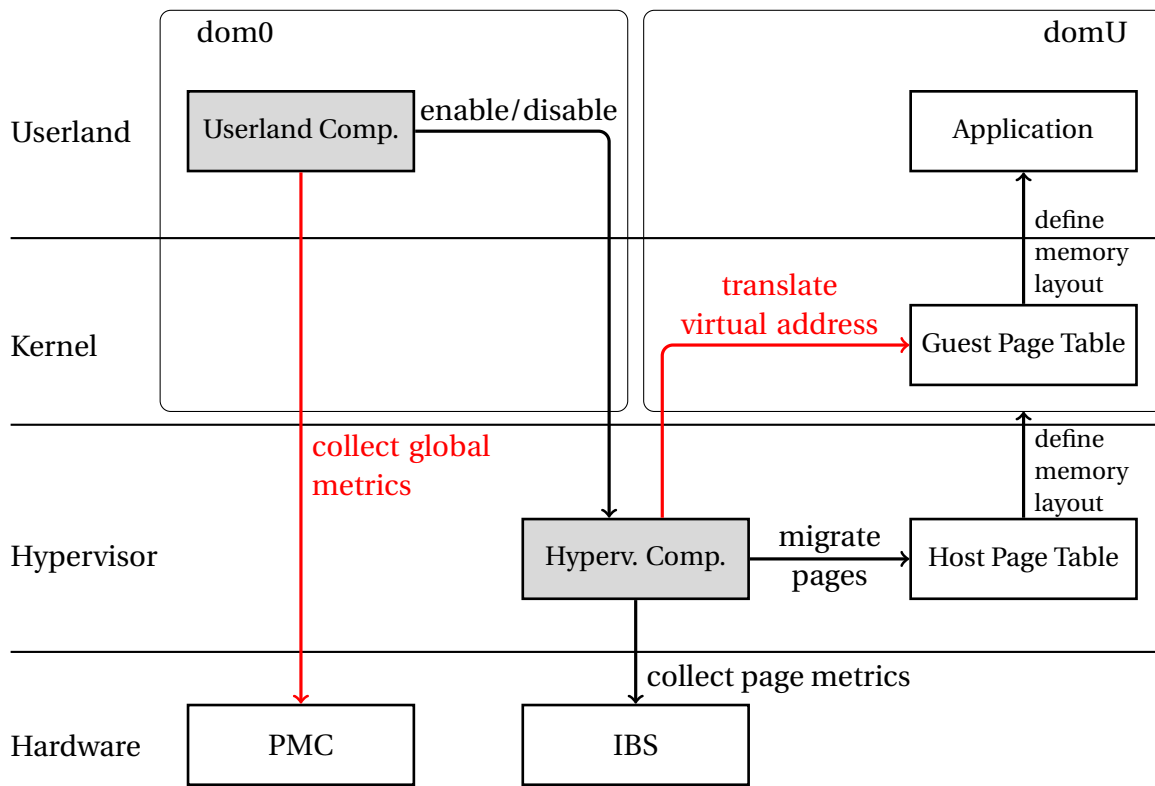 dom0
domU
Userland
Userland Comp.
enable/disable
Application
define
memory
layout
translate
virtual address
Kernel
Guest Page Table
collect global
metrics
define
memory
layout
Hypervisor
Hyperv. Comp.
migrate
pages
Host Page Table
collect page metrics
Hardware
PMC
IBS